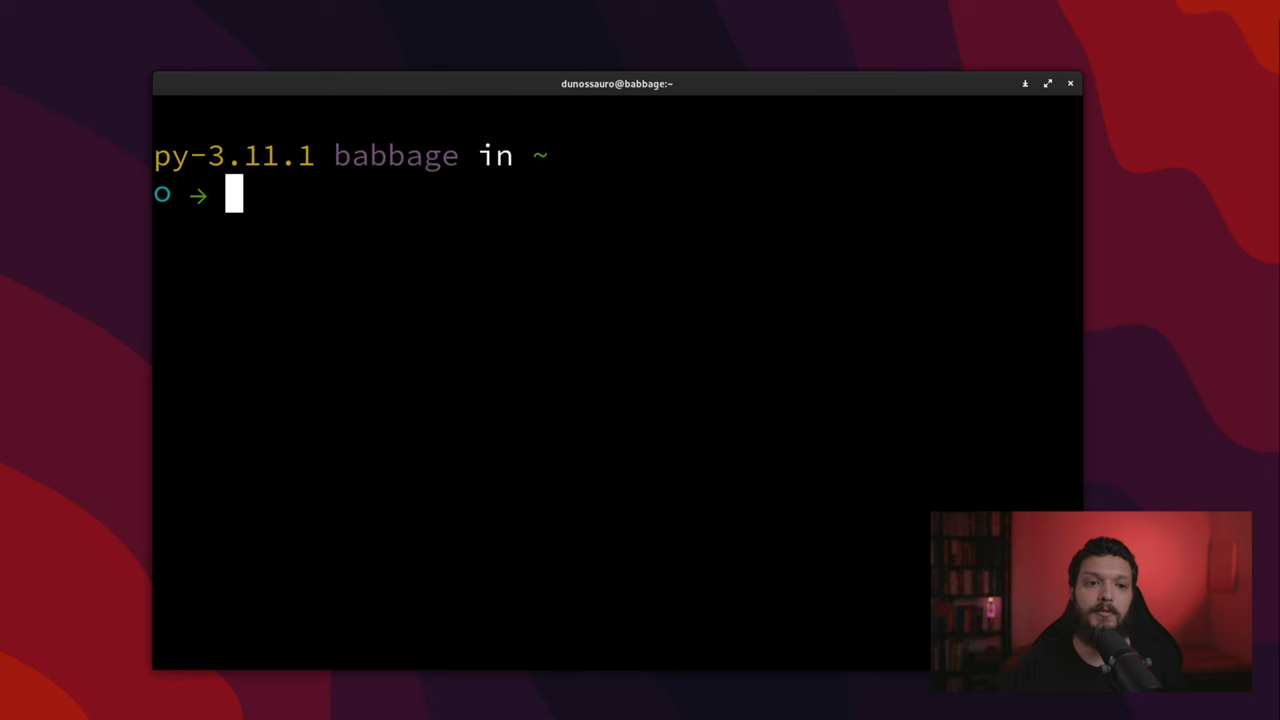 dunossauro@babbage:~
py-3.11.1 babbage in ~
○ →